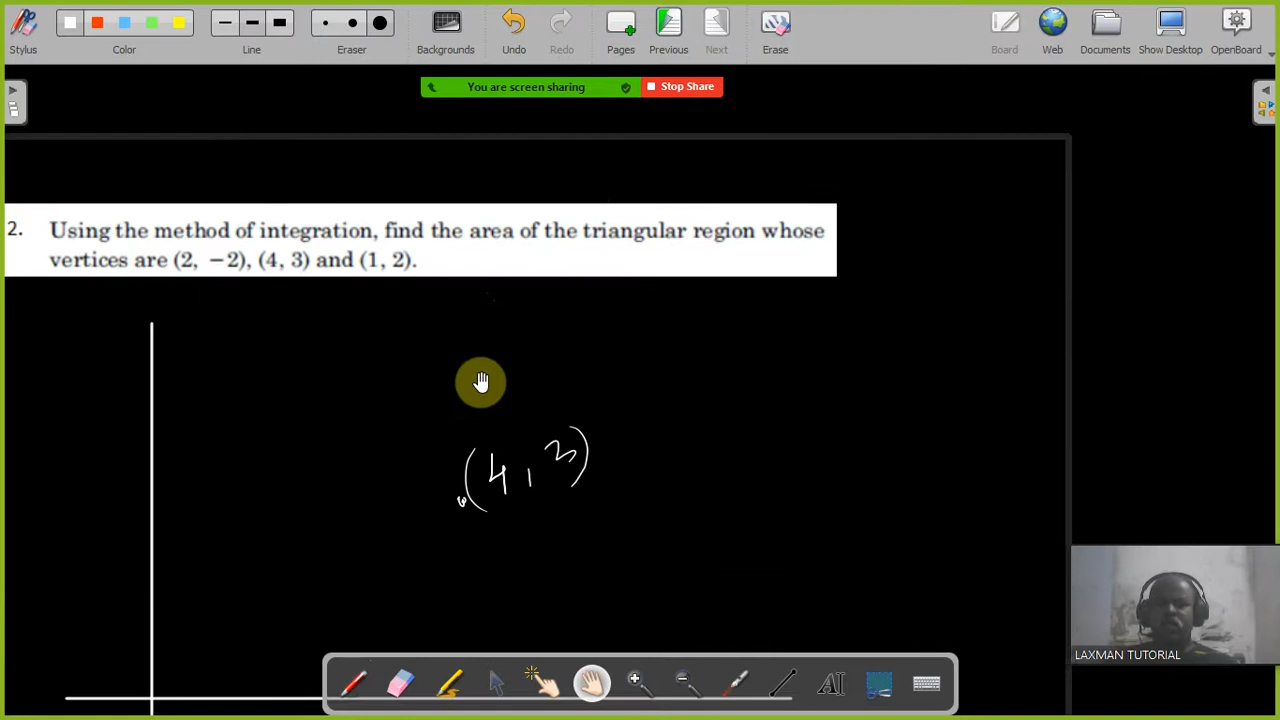 Stylus Color Line Eraser Backgrounds Undo Redo Pages Previous Next Erase Board Web Documents Show Desktop OpenBoard
You are screen sharing Stop Share
2. Using the method of integration, find the area of the triangular region whose
vertices are (2, −2), (4, 3) and (1, 2).
(4, 3)
LAXMAN TUTORIAL
AI